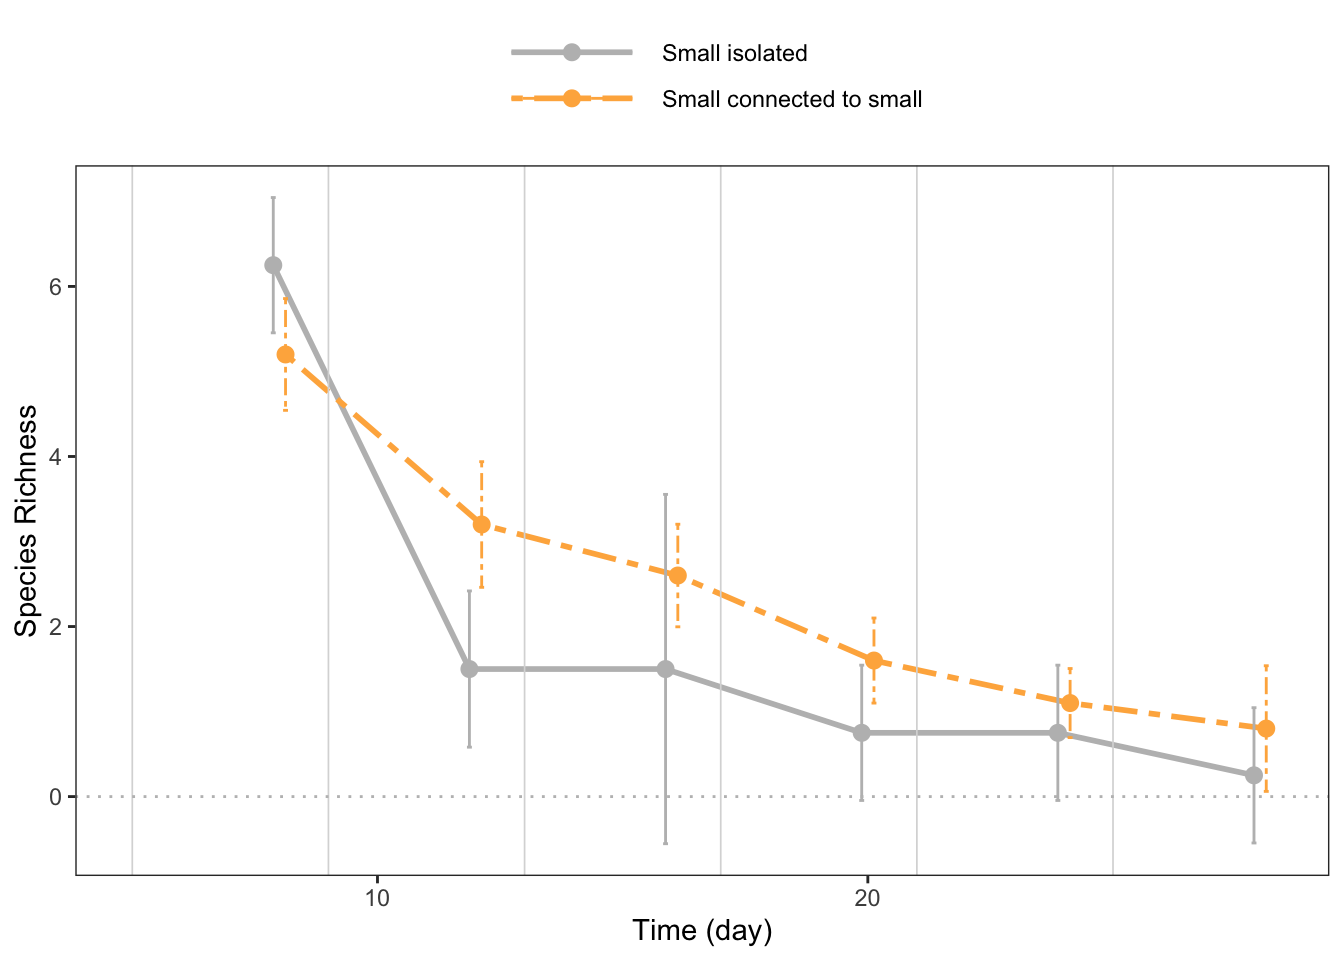 Small isolated
Small connected to small
Species Richness
6
4
2
0
10 20
Time (day)